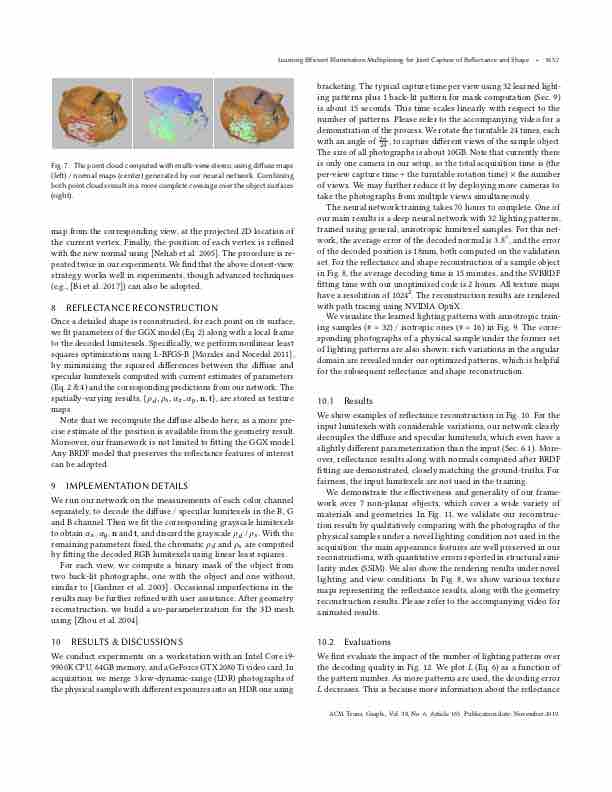 Learning Efficient Illumination Multiplexing for Joint Capture of Reflectance and Shape •
Fig. 7. The point cloud computed with multi-view stereo, using diffuse maps
(left) / normal maps (center) generated by our neural network. Combining
both point clouds result in a more complete coverage over the object surfaces
(right).
map from the corresponding view, at the projected 2D location of
the current vertex. Finally, the position of each vertex is refined
with the new normal using [Nehab et al. 2005]. The procedure is re-
peated twice in our experiments. We find that the above closest-view
strategy works well in experiments, though advanced techniques
(e.g., [Bi et al. 2017]) can also be adopted.
8 REFLECTANCE RECONSTRUCTION
Once a detailed shape is reconstructed, for each point on its surface,
we fit parameters of the GGX model (Eq. 2) along with a local frame
to the decoded lumitexels. Specifically, we perform nonlinear least
squares optimizations using L-BFGS-B [Morales and Nocedal 2011],
by minimizing the squared differences between the diffuse and
specular lumitexels computed with current estimates of parameters
(Eq. 2 & 4) and the corresponding predictions from our network. The
spatially-varying results, {ρd, ρs, αx, αy, n, t}, are stored as texture
maps.
Note that we recompute the diffuse albedo here, as a more pre-
cise estimate of the position is available from the geometry result.
Moreover, our framework is not limited to fitting the GGX model.
Any BRDF model that preserves the reflectance features of interest
can be adopted.
9 IMPLEMENTATION DETAILS
We run our network on the measurements of each color channel
separately, to decode the diffuse / specular lumitexels in the R, G
and B channel. Then we fit the corresponding grayscale lumitexels
to obtain αx, αy, n and t, and discard the grayscale ρd / ρs. With the
remaining parameters fixed, the chromatic ρd and ρs are computed
by fitting the decoded RGB lumitexels using linear least squares.
For each view, we compute a binary mask of the object from
two back-lit photographs, one with the object and one without,
similar to [Gardner et al. 2003]. Occasional imperfections in the
results may be further refined with user assistance. After geometry
reconstruction, we build a uv-parameterization for the 3D mesh
using [Zhou et al. 2004].
10 RESULTS & DISCUSSIONS
We conduct experiments on a workstation with an Intel Core i9-
9900K CPU, 64GB memory, and a GeForce GTX 2080 Ti video card. In
acquisition, we merge 3 low-dynamic-range (LDR) photographs of
the physical sample with different exposures into an HDR one using
bracketing. The typical capture time per view using 32 learned light-
ing patterns plus 1 back-lit pattern for mask computation (Sec. 9)
is about 15 seconds. This time scales linearly with respect to the
number of patterns. Please refer to the accompanying video for a
demonstration of the process. We rotate the turntable 24 times, each
with an angle of 2π/24, to capture different views of the sample object.
The size of all photographs is about 10GB. Note that currently there
is only one camera in our setup, so the total acquisition time is (the
per-view capture time + the turntable rotation time) × the number
of views. We may further reduce it by deploying more cameras to
take the photographs from multiple views simultaneously.
The neural network training takes 70 hours to complete. One of
our main results is a deep neural network with 32 lighting patterns,
trained using general, anisotropic lumitexel samples. For this net-
work, the average error of the decoded normal is 3.8°, and the error
of the decoded position is 18mm, both computed on the validation
set. For the reflectance and shape reconstruction of a sample object
in Fig. 8, the average decoding time is 15 minutes, and the SVBRDF
fitting time with our unoptimized code is 2 hours. All texture maps
have a resolution of 1024². The reconstruction results are rendered
with path tracing using NVIDIA OptiX.
We visualize the learned lighting patterns with anisotropic train-
ing samples (# = 32) / isotropic ones (# = 16) in Fig. 9. The corre-
sponding photographs of a physical sample under the former set
of lighting patterns are also shown: rich variations in the angular
domain are revealed under our optimized patterns, which is helpful
for the subsequent reflectance and shape reconstruction.
10.1 Results
We show examples of reflectance reconstruction in Fig. 10. For the
input lumitexels with considerable variations, our network clearly
decouples the diffuse and specular lumitexels, which even have a
slightly different parameterization than the input (Sec. 6.1). More-
over, reflectance results along with normals computed after BRDF
fitting are demonstrated, closely matching the ground-truths. For
fairness, the input lumitexels are not used in the training.
We demonstrate the effectiveness and generality of our frame-
work over 7 non-planar objects, which cover a wide variety of
materials and geometries. In Fig. 11, we validate our reconstruc-
tion results by qualitatively comparing with the photographs of the
physical samples under a novel lighting condition not used in the
acquisition: the main appearance features are well preserved in our
reconstructions, with quantitative errors reported in structural simi-
larity index (SSIM). We also show the rendering results under novel
lighting and view conditions. In Fig. 8, we show various texture
maps representing the reflectance results, along with the geometry
reconstruction results. Please refer to the accompanying video for
animated results.
10.2 Evaluations
We first evaluate the impact of the number of lighting patterns over
the decoding quality in Fig. 12. We plot L (Eq. 6) as a function of
the pattern number. As more patterns are used, the decoding error
L decreases. This is because more information about the reflectance
ACM Trans. Graph., Vol. 38, No. 6, Article 165. Publication date: November 2019.